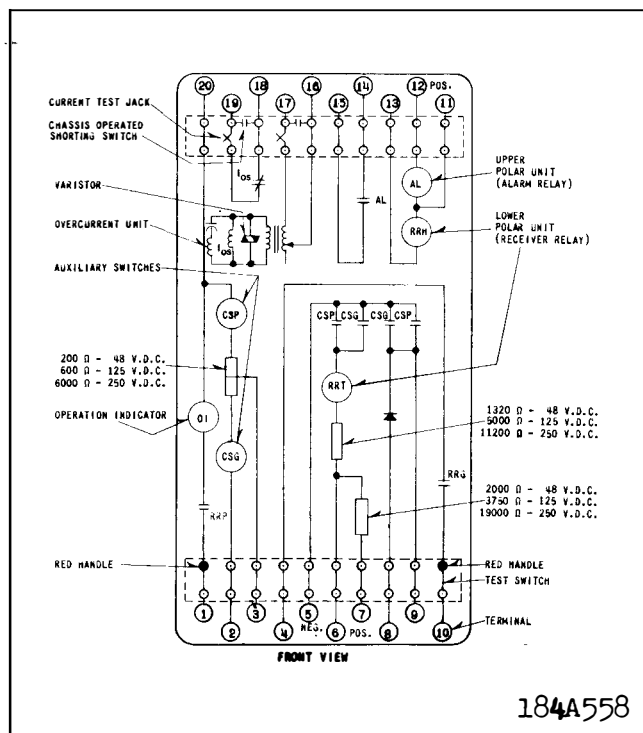 20
18
16
14
12 POS.
19
17
15
13
11
CURRENT TEST JACK
CHASSIS OPERATED
SHORTING SWITCH
UPPER
POLAR UNIT
(ALARM RELAY)
IOS
AL
AL
VARISTOR
LOWER
POLAR UNIT
(RECEIVER RELAY)
OVERCURRENT UNIT
RRH
IOS
AUXILIARY SWITCHES
CSP
CSP CSG CSG CSP
200 Ω - 48 V.D.C.
600 Ω - 125 V.D.C.
6000 Ω - 250 V.D.C.
RRT
1320 Ω - 48 V.D.C.
5000 Ω - 125 V.D.C.
11200 Ω - 250 V.D.C.
OPERATION INDICATOR
OI
CSG
RRP
RRG
2000 Ω - 48 V.D.C.
3750 Ω - 125 V.D.C.
19000 Ω - 250 V.D.C.
RED HANDLE
RED HANDLE
TEST SWITCH
1
3
5
7
9
NEG.
2
4
6
POS.
8
10
TERMINAL
FRONT VIEW
184A558